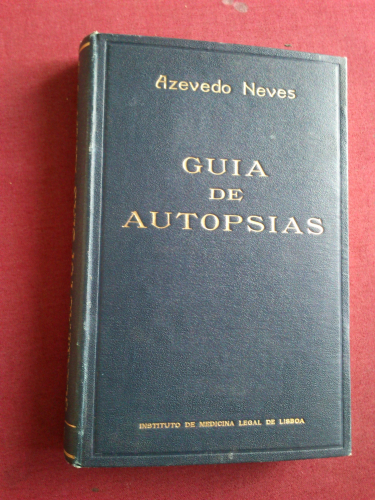 Azevedo Neves
GUIA
DE
AUTOPSIAS
INSTITUTO DE MEDICINA LEGAL DE LISBOA